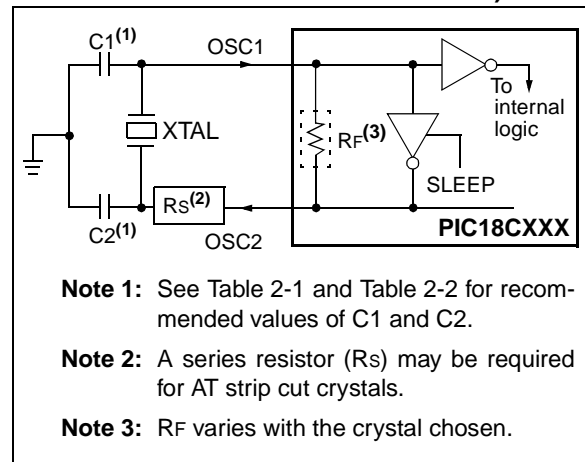 C1(1)
OSC1
To
internal
logic
XTAL
RF(3)
SLEEP
RS(2)
C2(1)
OSC2
PIC18CXXX
Note 1: See Table 2-1 and Table 2-2 for recom-
mended values of C1 and C2.
Note 2: A series resistor (RS) may be required
for AT strip cut crystals.
Note 3: RF varies with the crystal chosen.